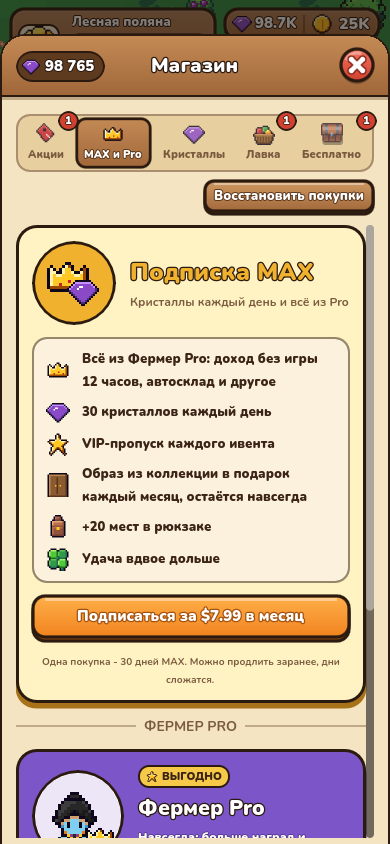 Лесная поляна
98.7K
25K
98 765
Магазин
1
1
1
Акции
MAX и Pro
Кристаллы
Лавка
Бесплатно
Восстановить покупки
Подписка MAX
Кристаллы каждый день и всё из Pro
Всё из Фермер Pro: доход без игры
12 часов, автосклад и другое
30 кристаллов каждый день
VIP-пропуск каждого ивента
Образ из коллекции в подарок
каждый месяц, остаётся навсегда
+20 мест в рюкзаке
Удача вдвое дольше
Подписаться за $7.99 в месяц
Одна покупка - 30 дней MAX. Можно продлить заранее, дни
сложатся.
ФЕРМЕР PRO
ВЫГОДНО
Фермер Pro
Навсегда: больше наград и